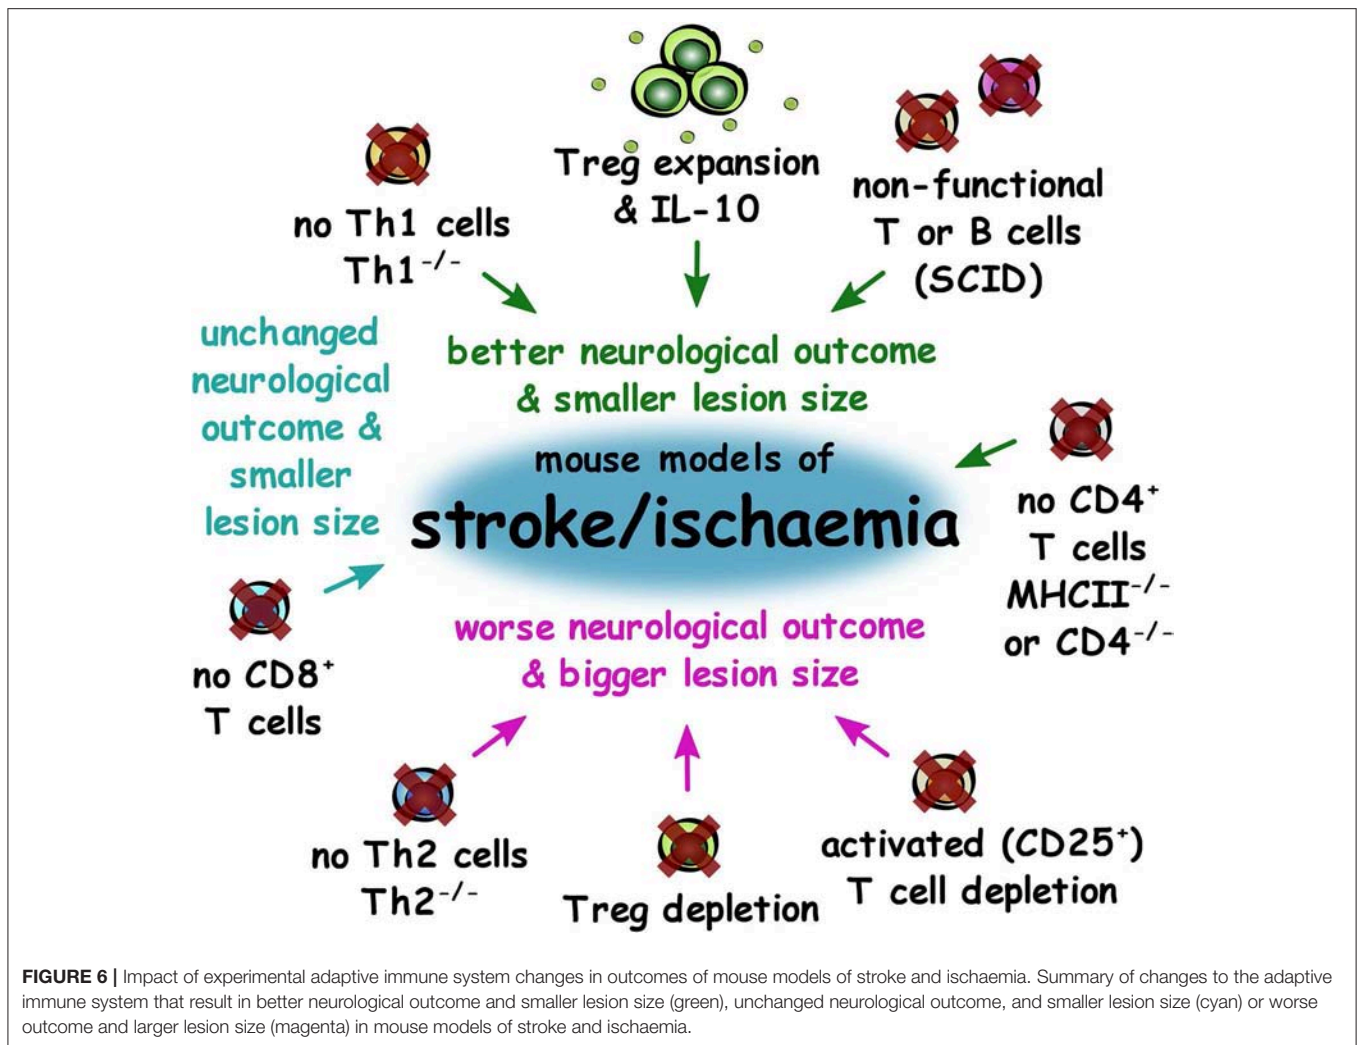 Treg expansion
& IL-10
non-functional
T or B cells
(SCID)
no Th1 cells
Th1⁻/⁻
unchanged
neurological
outcome &
smaller
lesion size
better neurological outcome
& smaller lesion size
mouse models of
stroke/ischaemia
no CD4⁺
T cells
MHCII⁻/⁻
or CD4⁻/⁻
no CD8⁺
T cells
worse neurological outcome
& bigger lesion size
no Th2 cells
Th2⁻/⁻
Treg depletion
activated (CD25⁺)
T cell depletion
FIGURE 6 | Impact of experimental adaptive immune system changes in outcomes of mouse models of stroke and ischaemia. Summary of changes to the adaptive
immune system that result in better neurological outcome and smaller lesion size (green), unchanged neurological outcome, and smaller lesion size (cyan) or worse
outcome and larger lesion size (magenta) in mouse models of stroke and ischaemia.